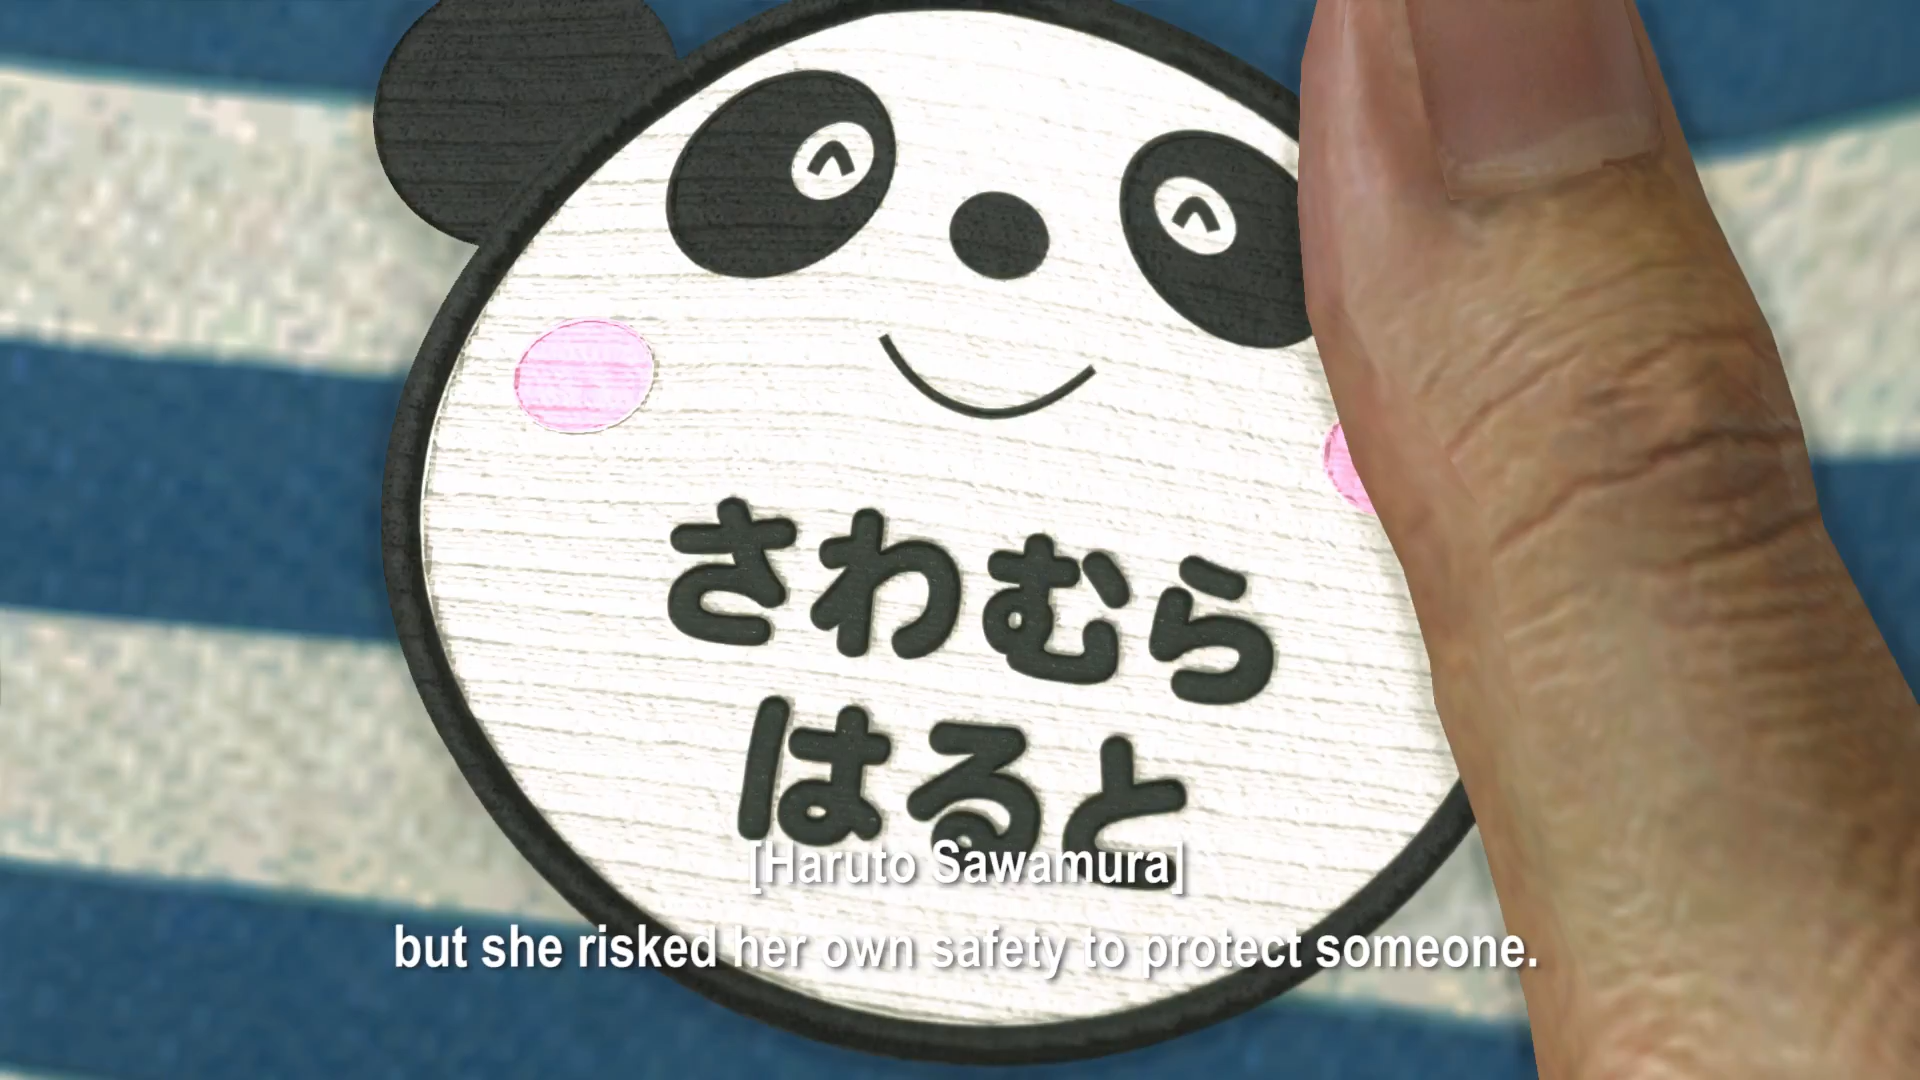 さわむら
はると
[Haruto Sawamura]
but she risked her own safety to protect someone.